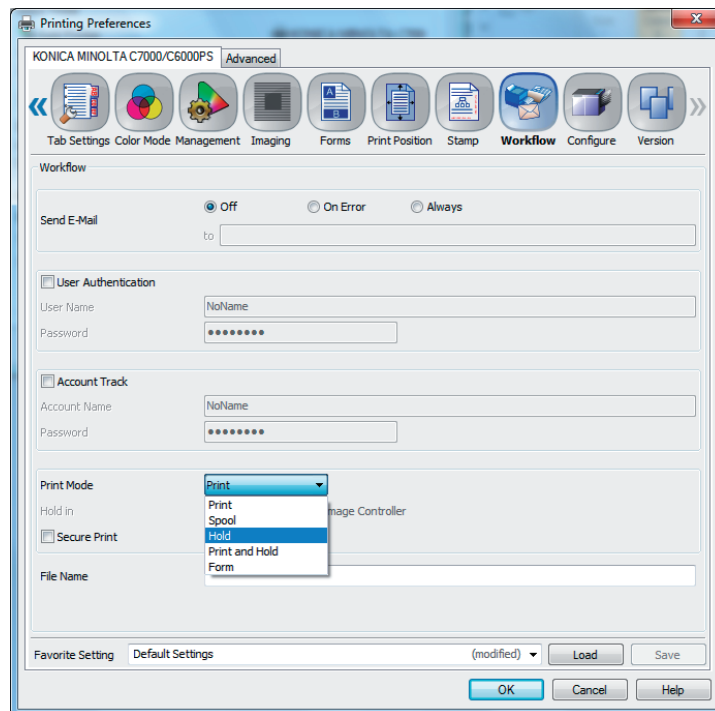 Printing Preferences
KONICA MINOLTA C7000/C6000PS Advanced
Tab Settings Color Mode Management Imaging Forms Print Position Stamp Workflow Configure Version
Workflow
Send E-Mail Off On Error Always
to
User Authentication
User Name NoName
Password ●●●●●●●●
Account Track
Account Name NoName
Password ●●●●●●●●
Print Mode Print
Print
Hold in mage Controller
Spool
Secure Print Hold
Print and Hold
Form
File Name
Favorite Setting Default Settings (modified) Load Save
OK Cancel Help